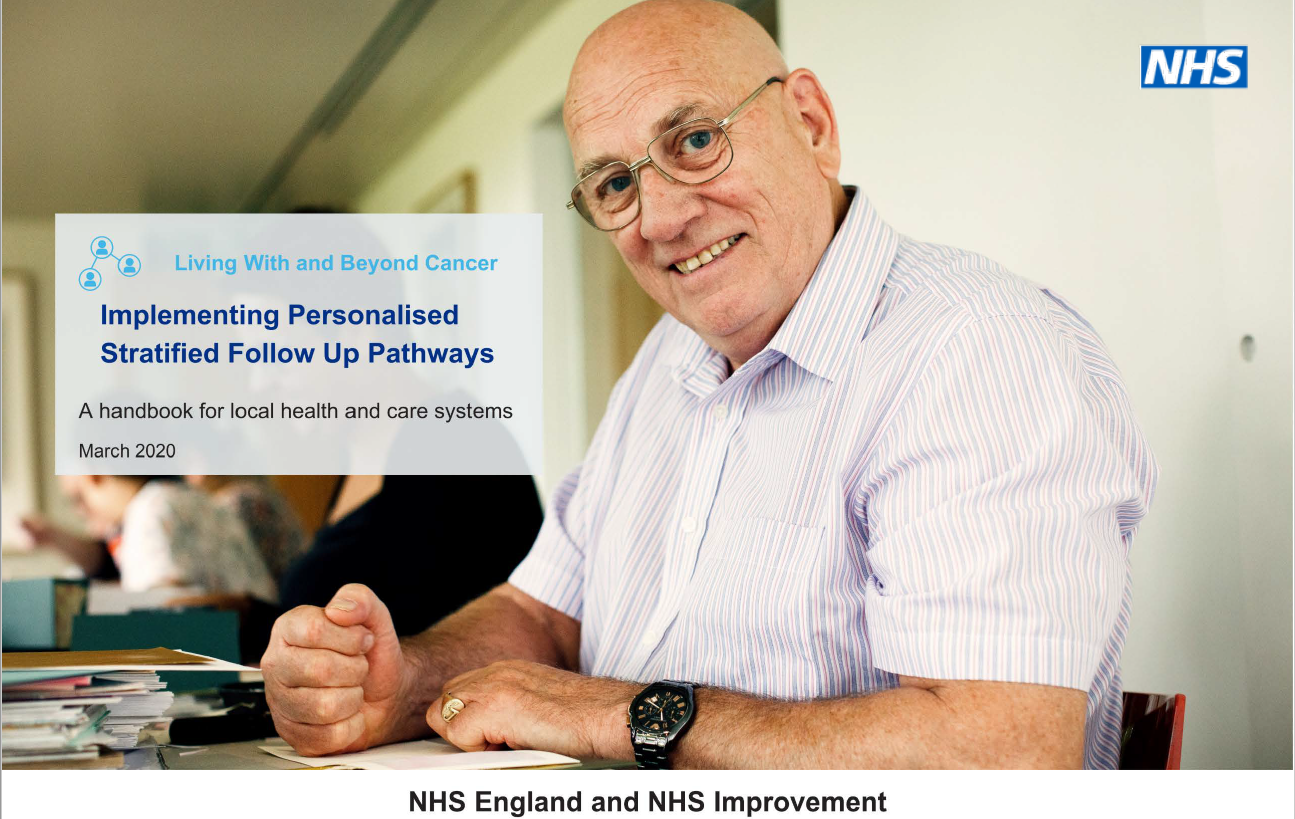 NHS
Living With and Beyond Cancer
Implementing Personalised
Stratified Follow Up Pathways
A handbook for local health and care systems
March 2020
NHS England and NHS Improvement